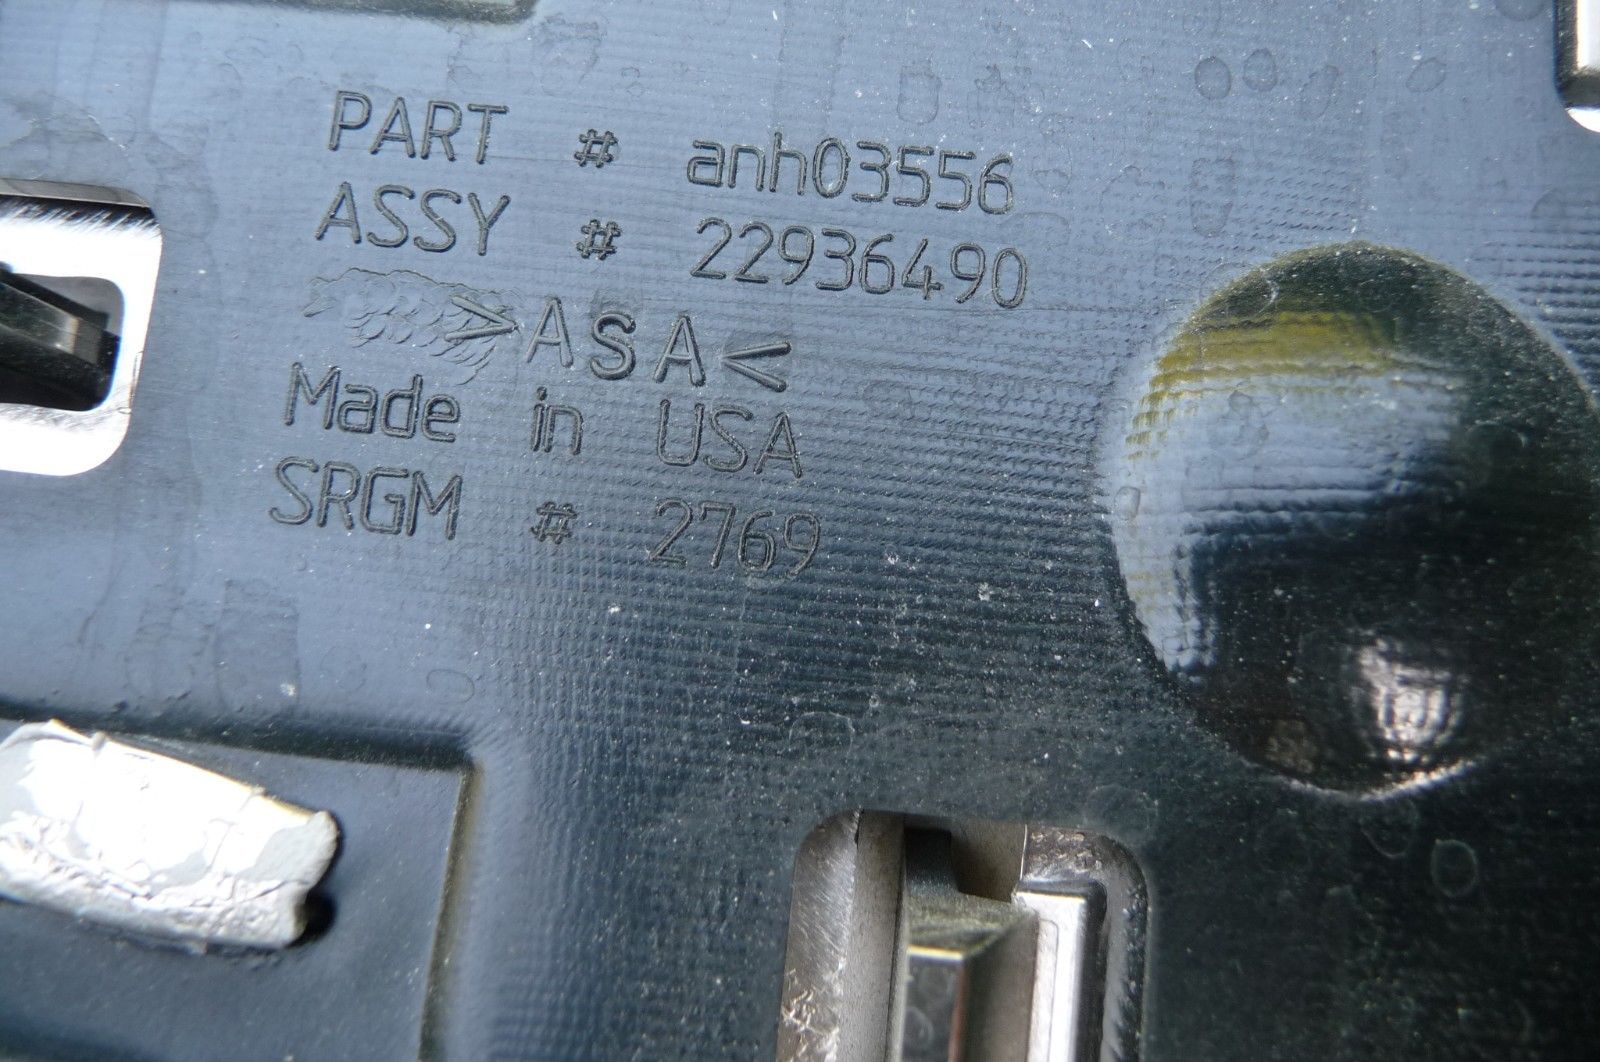 PART # anh03556
ASSY # 22936490
>ASA<
Made in USA
SRGM # 2769